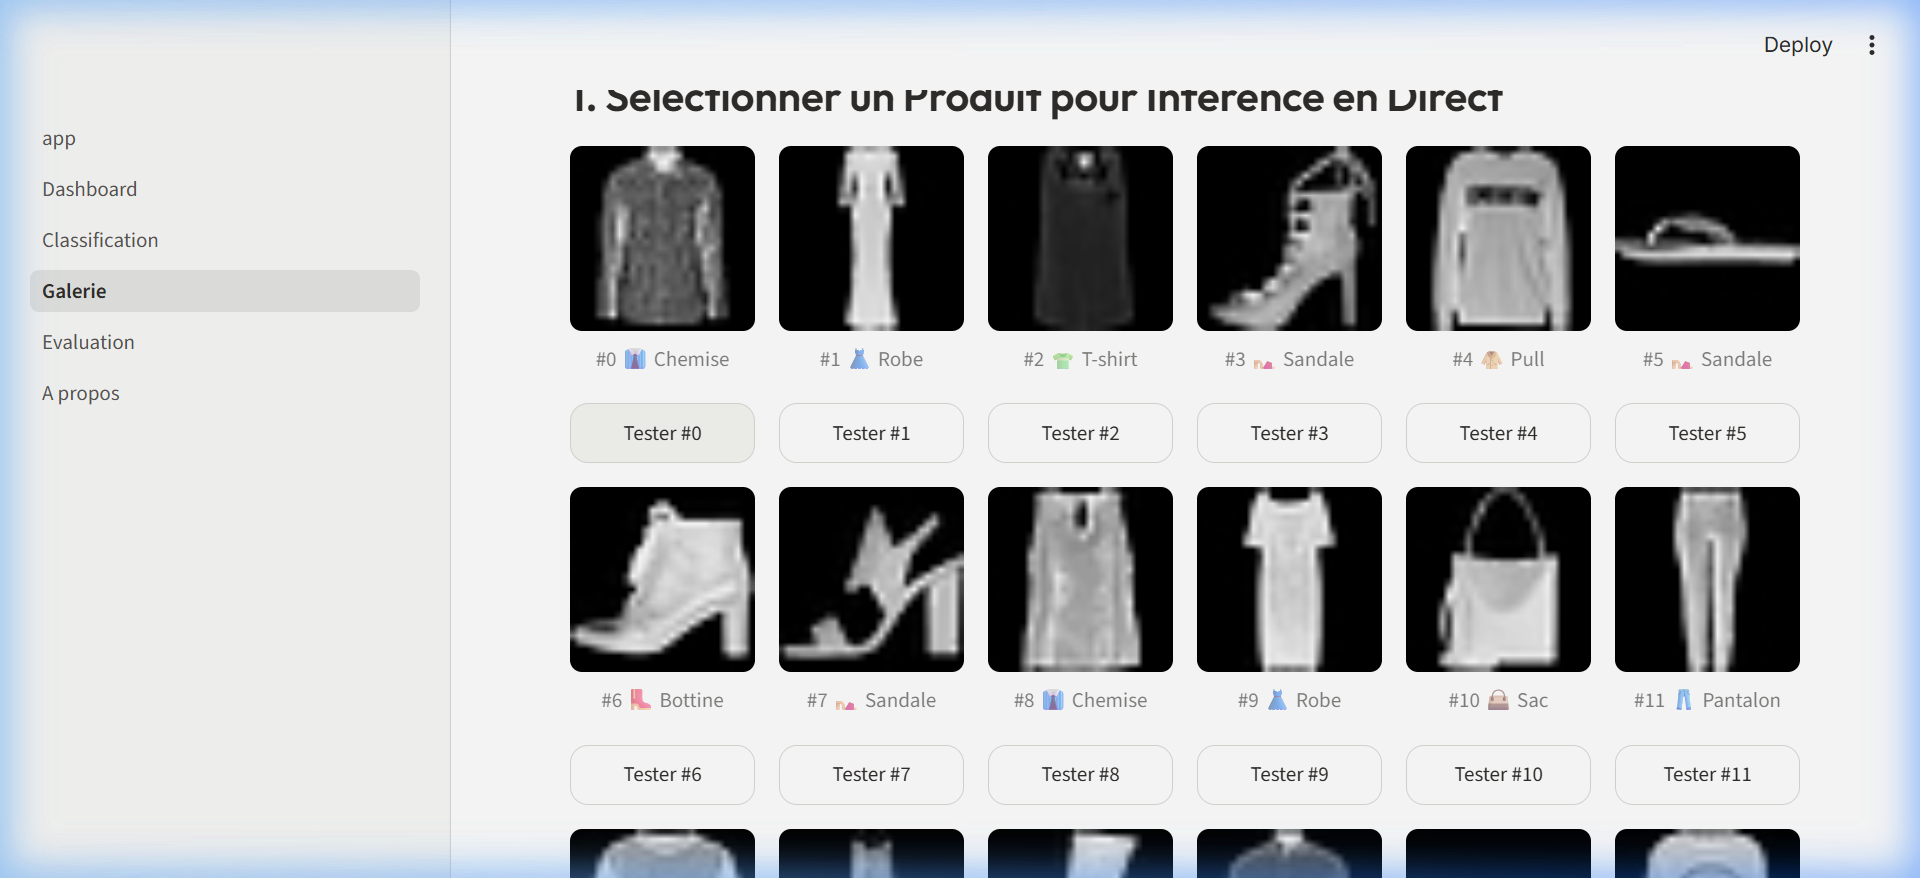 Deploy
app
Dashboard
Classification
Galerie
Evaluation
A propos
1. Sélectionner un Produit pour Inférence en Direct
#0 Chemise
#1 Robe
#2 T-shirt
#3 Sandale
#4 Pull
#5 Sandale
Tester #0
Tester #1
Tester #2
Tester #3
Tester #4
Tester #5
#6 Bottine
#7 Sandale
#8 Chemise
#9 Robe
#10 Sac
#11 Pantalon
Tester #6
Tester #7
Tester #8
Tester #9
Tester #10
Tester #11